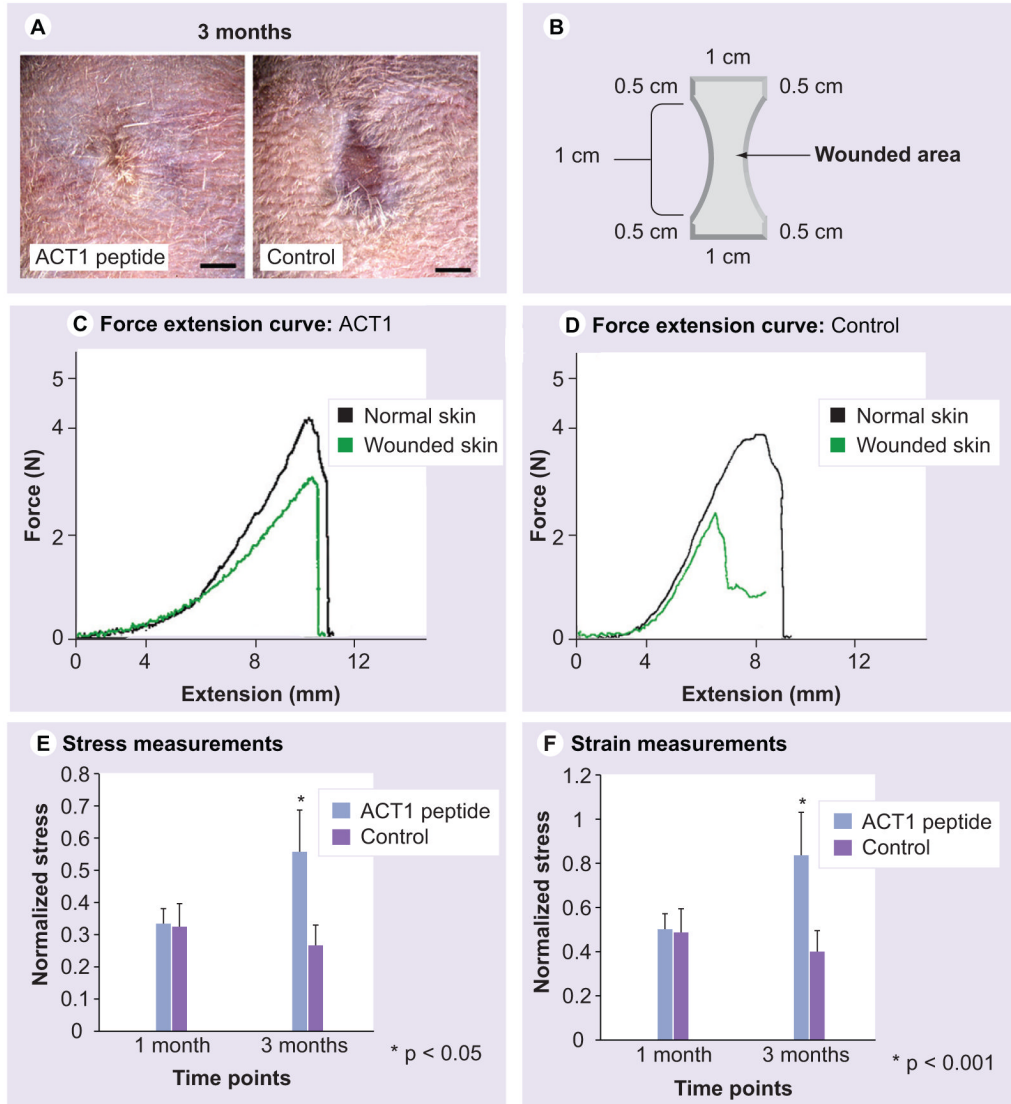 A
3 months
ACT1 peptide
Control
B
1 cm
0.5 cm
0.5 cm
1 cm
Wounded area
0.5 cm
0.5 cm
1 cm
C Force extension curve: ACT1
Force (N)
5
4
2
0
Normal skin
Wounded skin
0 4 8 12
Extension (mm)
D Force extension curve: Control
Force (N)
5
4
2
0
Normal skin
Wounded skin
0 4 8 12
Extension (mm)
E Stress measurements
Normalized stress
0.8
0.7
0.6
0.5
0.4
0.3
0.2
0.1
0
*
ACT1 peptide
Control
1 month 3 months
* p < 0.05
Time points
F Strain measurements
Normalized stress
1.2
1
0.8
0.6
0.4
0.2
0
*
ACT1 peptide
Control
1 month 3 months
* p < 0.001
Time points